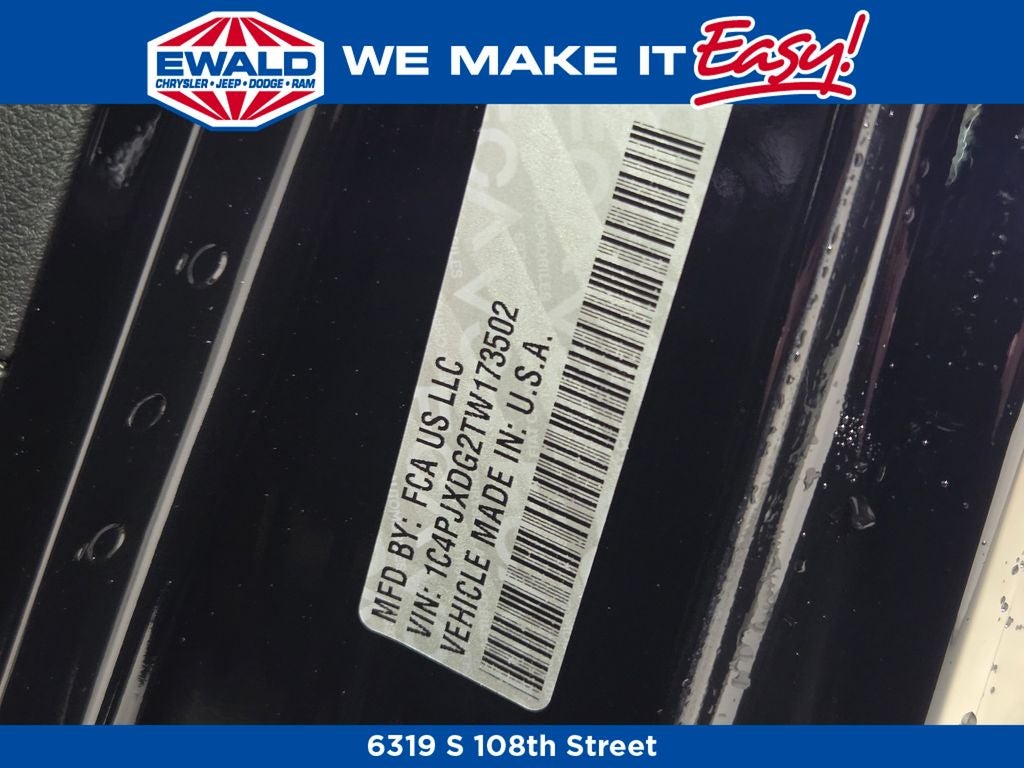 EWALD
CHRYSLER • JEEP • DODGE • RAM
WE MAKE IT Easy!
MFD BY: FCA US LLC
VIN: 1C4PJXDG2TW173502
VEHICLE MADE IN: U.S.A.
6319 S 108th Street